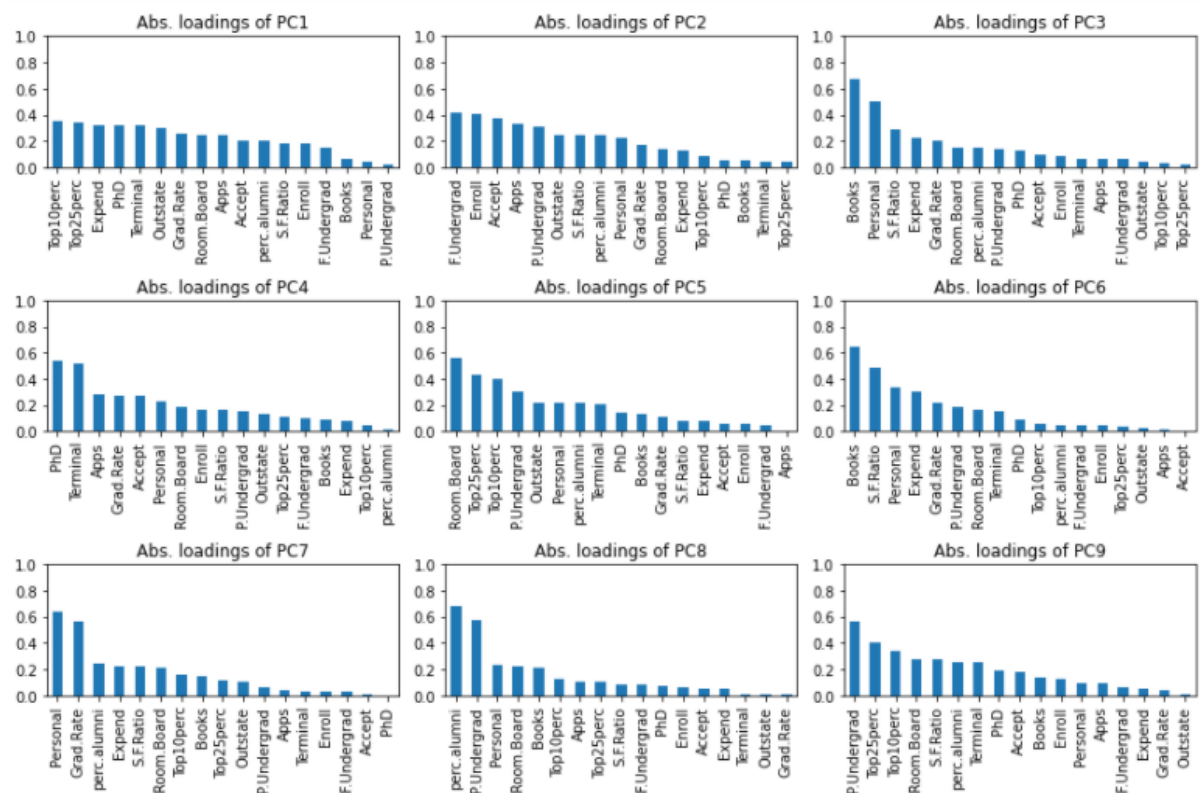 Abs. loadings of PC1
1.0
0.8
0.6
0.4
0.2
0.0
Top10perc
Top25perc
Expend
PhD
Terminal
Outstate
Grad.Rate
Room.Board
Apps
Accept
perc.alumni
S.F.Ratio
Enroll
F.Undergrad
Books
Personal
P.Undergrad
Abs. loadings of PC2
1.0
0.8
0.6
0.4
0.2
0.0
F.Undergrad
Enroll
Accept
Apps
P.Undergrad
Outstate
S.F.Ratio
perc.alumni
Personal
Grad.Rate
Room.Board
Expend
Top10perc
PhD
Books
Terminal
Top25perc
Abs. loadings of PC3
1.0
0.8
0.6
0.4
0.2
0.0
Books
Personal
S.F.Ratio
Expend
Grad.Rate
Room.Board
perc.alumni
P.Undergrad
PhD
Accept
Enroll
Terminal
Apps
F.Undergrad
Outstate
Top10perc
Top25perc
Abs. loadings of PC4
1.0
0.8
0.6
0.4
0.2
0.0
PhD
Terminal
Apps
Grad.Rate
Accept
Personal
Room.Board
Enroll
S.F.Ratio
P.Undergrad
Outstate
Top25perc
F.Undergrad
Books
Expend
Top10perc
perc.alumni
Abs. loadings of PC5
1.0
0.8
0.6
0.4
0.2
0.0
Room.Board
Top25perc
Top10perc
P.Undergrad
Outstate
Personal
perc.alumni
Terminal
PhD
Books
Grad.Rate
S.F.Ratio
Expend
Accept
Enroll
F.Undergrad
Apps
Abs. loadings of PC6
1.0
0.8
0.6
0.4
0.2
0.0
Books
S.F.Ratio
Personal
Expend
Grad.Rate
P.Undergrad
Room.Board
Terminal
PhD
Top10perc
perc.alumni
F.Undergrad
Enroll
Top25perc
Outstate
Apps
Accept
Abs. loadings of PC7
1.0
0.8
0.6
0.4
0.2
0.0
Personal
Grad.Rate
perc.alumni
Expend
S.F.Ratio
Room.Board
Top10perc
Books
Top25perc
Outstate
P.Undergrad
Apps
Terminal
Enroll
F.Undergrad
Accept
PhD
Abs. loadings of PC8
1.0
0.8
0.6
0.4
0.2
0.0
perc.alumni
P.Undergrad
Personal
Room.Board
Books
Top10perc
Apps
Top25perc
S.F.Ratio
F.Undergrad
PhD
Enroll
Accept
Expend
Terminal
Outstate
Grad.Rate
Abs. loadings of PC9
1.0
0.8
0.6
0.4
0.2
0.0
P.Undergrad
Top25perc
Top10perc
Room.Board
S.F.Ratio
perc.alumni
Terminal
PhD
Accept
Books
Enroll
Personal
Apps
F.Undergrad
Expend
Grad.Rate
Outstate